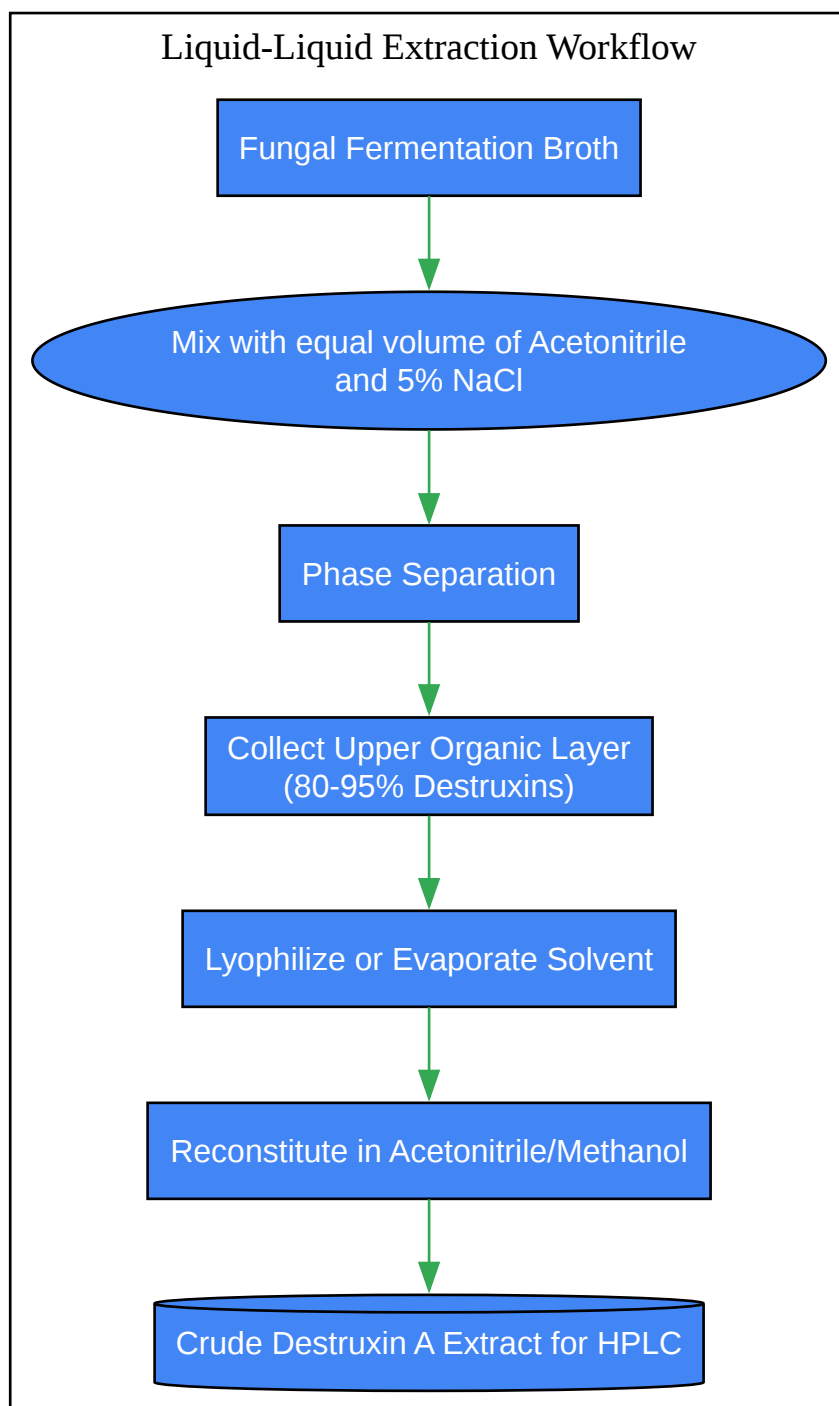 Liquid-Liquid Extraction Workflow
Fungal Fermentation Broth
Mix with equal volume of Acetonitrile
and 5% NaCl
Phase Separation
Collect Upper Organic Layer
(80-95% Destruxins)
Lyophilize or Evaporate Solvent
Reconstitute in Acetonitrile/Methanol
Crude Destruxin A Extract for HPLC